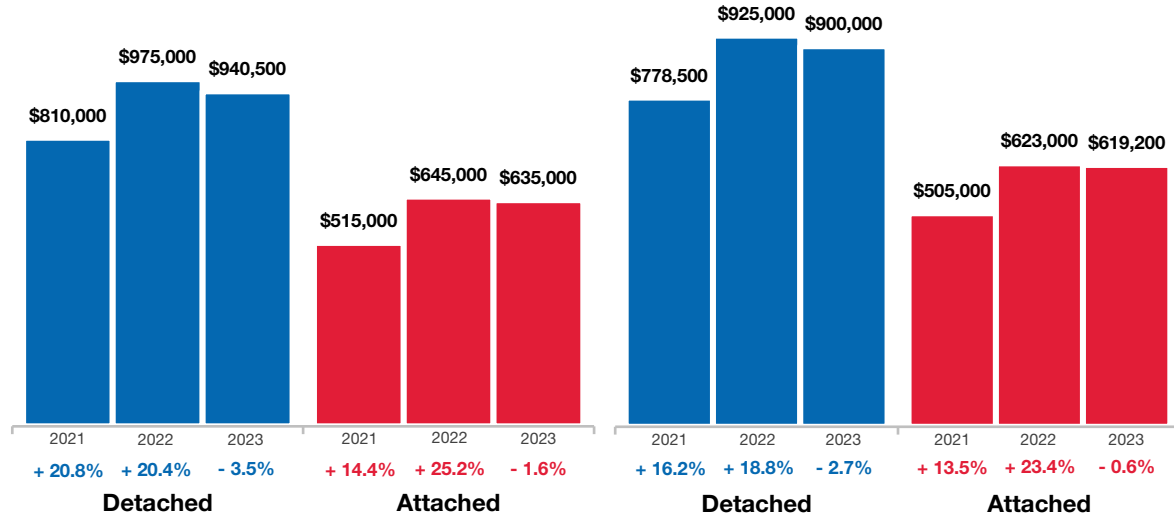 $810,000 $975,000 $940,500
$515,000 $645,000 $635,000
2021 2022 2023 2021 2022 2023
+ 20.8% + 20.4% - 3.5% + 14.4% + 25.2% - 1.6%
Detached Attached
$778,500 $925,000 $900,000
$505,000 $623,000 $619,200
2021 2022 2023 2021 2022 2023
+ 16.2% + 18.8% - 2.7% + 13.5% + 23.4% - 0.6%
Detached Attached